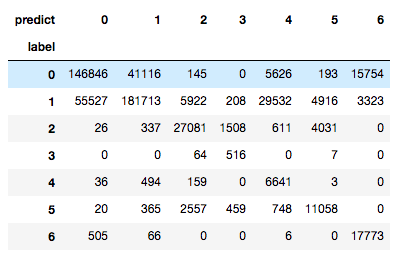 predict 0 1 2 3 4 5 6
label
0 146846 41116 145 0 5626 193 15754
1 55527 181713 5922 208 29532 4916 3323
2 26 337 27081 1508 611 4031 0
3 0 0 64 516 0 7 0
4 36 494 159 0 6641 3 0
5 20 365 2557 459 748 11058 0
6 505 66 0 0 6 0 17773